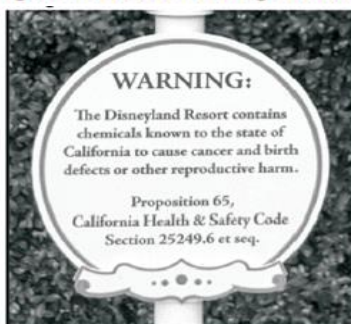 WARNING:
The Disneyland Resort contains
chemicals known to the state of
California to cause cancer and birth
defects or other reproductive harm.
Proposition 65,
California Health & Safety Code
Section 25249.6 et seq.